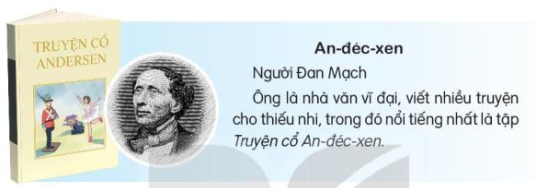 TRUYỆN CỔ
ANDERSEN
An-đéc-xen
Người Đan Mạch
Ông là nhà văn vĩ đại, viết nhiều truyện
cho thiếu nhi, trong đó nổi tiếng nhất là tập
Truyện cổ An-đéc-xen.